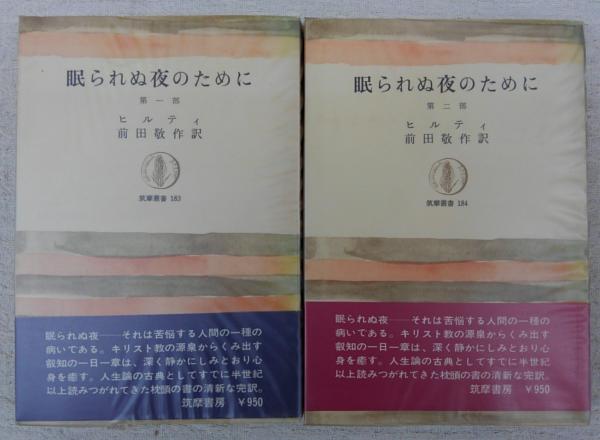 眠られぬ夜のために
第一部
ヒルティ
前田敬作訳
筑摩叢書 183
眠られぬ夜──それは苦悩する人間の一種の
病いである。キリスト教の源泉からくみ出す
叡知の一日一章は、深く静かにしみとおり心
身を癒す。人生論の古典としてすでに半世紀
以上読みつがれてきた枕頭の書の清新な完訳。
筑摩書房 ￥950
眠られぬ夜のために
第二部
ヒルティ
前田敬作訳
筑摩叢書 184
眠られぬ夜──それは苦悩する人間の一種の
病いである。キリスト教の源泉からくみ出す
叡知の一日一章は、深く静かにしみとおり心
身を癒す。人生論の古典としてすでに半世紀
以上読みつがれてきた枕頭の書の清新な完訳。
筑摩書房 ￥950